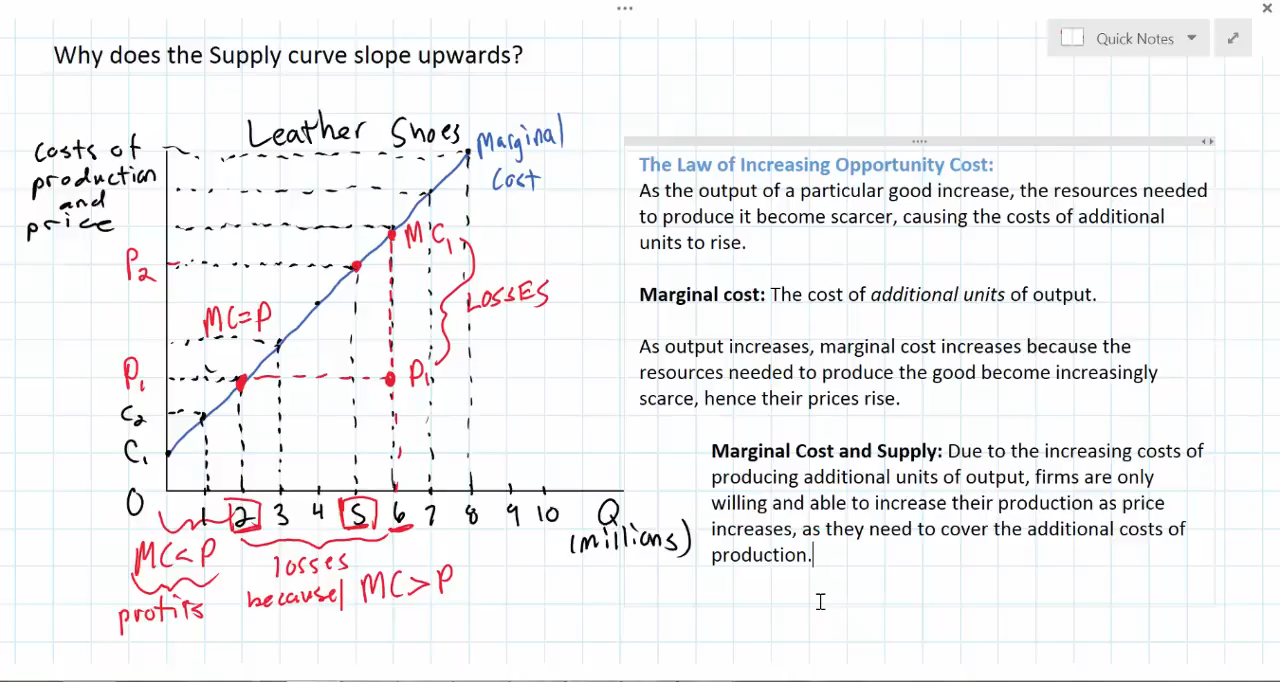 Quick Notes
Why does the Supply curve slope upwards?
Leather Shoes
costs of
production
and
price
Marginal
Cost
MC₁
P₂
LOSSES
MC=P
P₁
P₁
C₂
C₁
0 1 2 3 4 5 6 7 8 9 10 Q
(millions)
MC<P
profits
losses
because MC>P
The Law of Increasing Opportunity Cost:
As the output of a particular good increase, the resources needed
to produce it become scarcer, causing the costs of additional
units to rise.
Marginal cost: The cost of additional units of output.
As output increases, marginal cost increases because the
resources needed to produce the good become increasingly
scarce, hence their prices rise.
Marginal Cost and Supply: Due to the increasing costs of
producing additional units of output, firms are only
willing and able to increase their production as price
increases, as they need to cover the additional costs of
production.